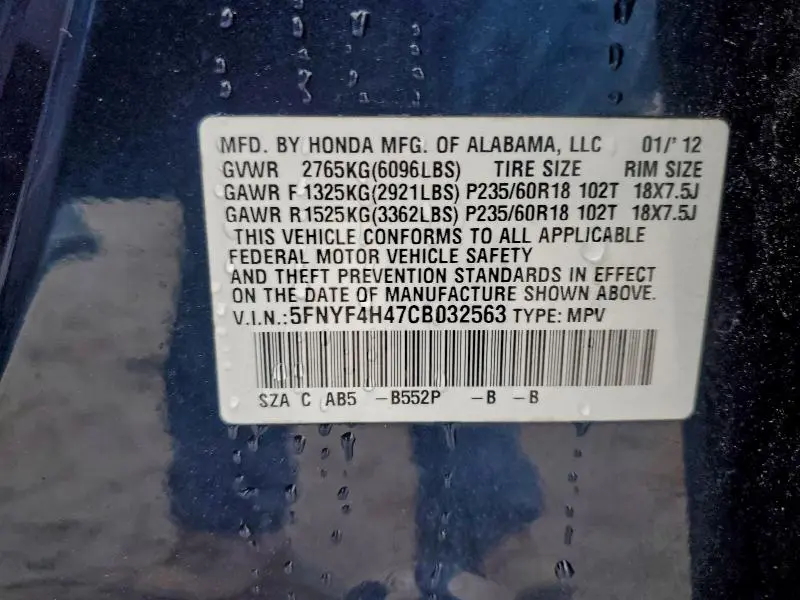 MFD. BY HONDA MFG. OF ALABAMA, LLC 01/' 12
GVWR 2765KG(6096LBS) TIRE SIZE RIM SIZE
GAWR F1325KG(2921LBS) P235/60R18 102T 18X7.5J
GAWR R1525KG(3362LBS) P235/60R18 102T 18X7.5J
THIS VEHICLE CONFORMS TO ALL APPLICABLE
FEDERAL MOTOR VEHICLE SAFETY
AND THEFT PREVENTION STANDARDS IN EFFECT
ON THE DATE OF MANUFACTURE SHOWN ABOVE.
V.I.N.:5FNYF4H47CB032563 TYPE: MPV
SZA C AB5 -B552P -B -B